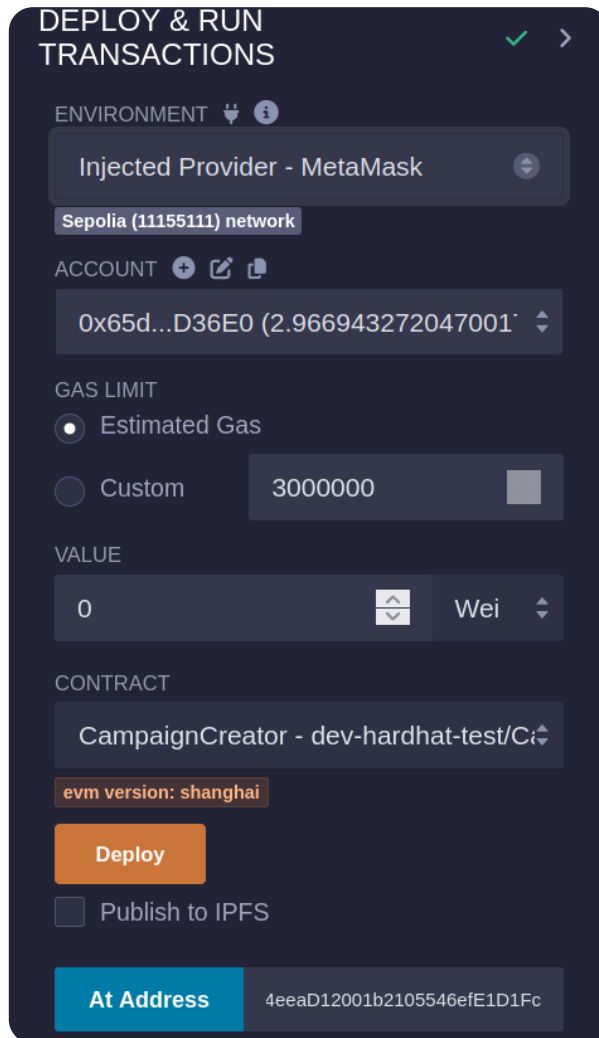 DEPLOY & RUN
TRANSACTIONS
ENVIRONMENT
Injected Provider - MetaMask
Sepolia (11155111) network
ACCOUNT
0x65d...D36E0 (2.966943272047001
GAS LIMIT
Estimated Gas
Custom
3000000
VALUE
0
Wei
CONTRACT
CampaignCreator - dev-hardhat-test/Ca
evm version: shanghai
Deploy
Publish to IPFS
At Address
4eeaD12001b2105546efE1D1Fc